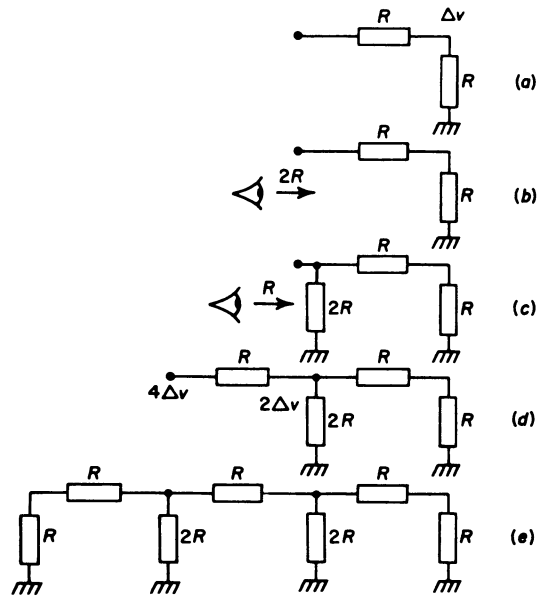 R Δv
R (a)
R
2R R (b)
R
R 2R R (c)
R R
4Δv 2Δv 2R R (d)
R R R
R 2R 2R R (e)